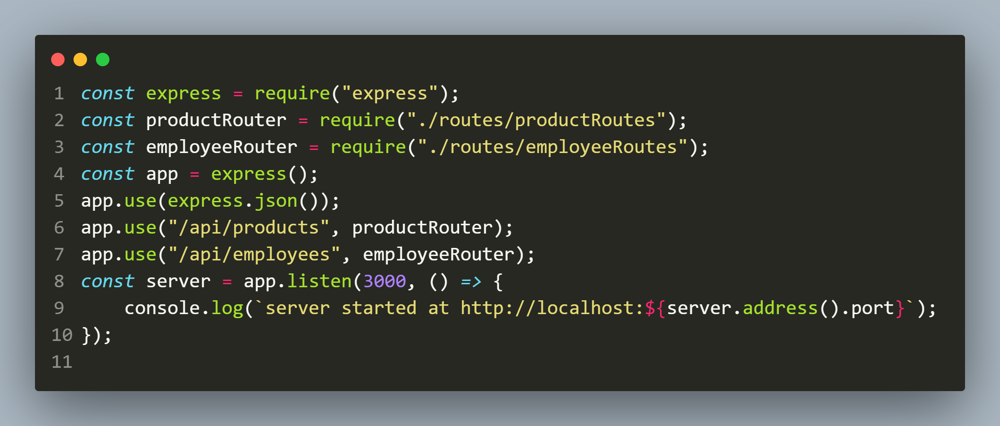 1 const express = require("express");
2 const productRouter = require("./routes/productRoutes");
3 const employeeRouter = require("./routes/employeeRoutes");
4 const app = express();
5 app.use(express.json());
6 app.use("/api/products", productRouter);
7 app.use("/api/employees", employeeRouter);
8 const server = app.listen(3000, () => {
9     console.log(`server started at http://localhost:${server.address().port}`);
10 });
11